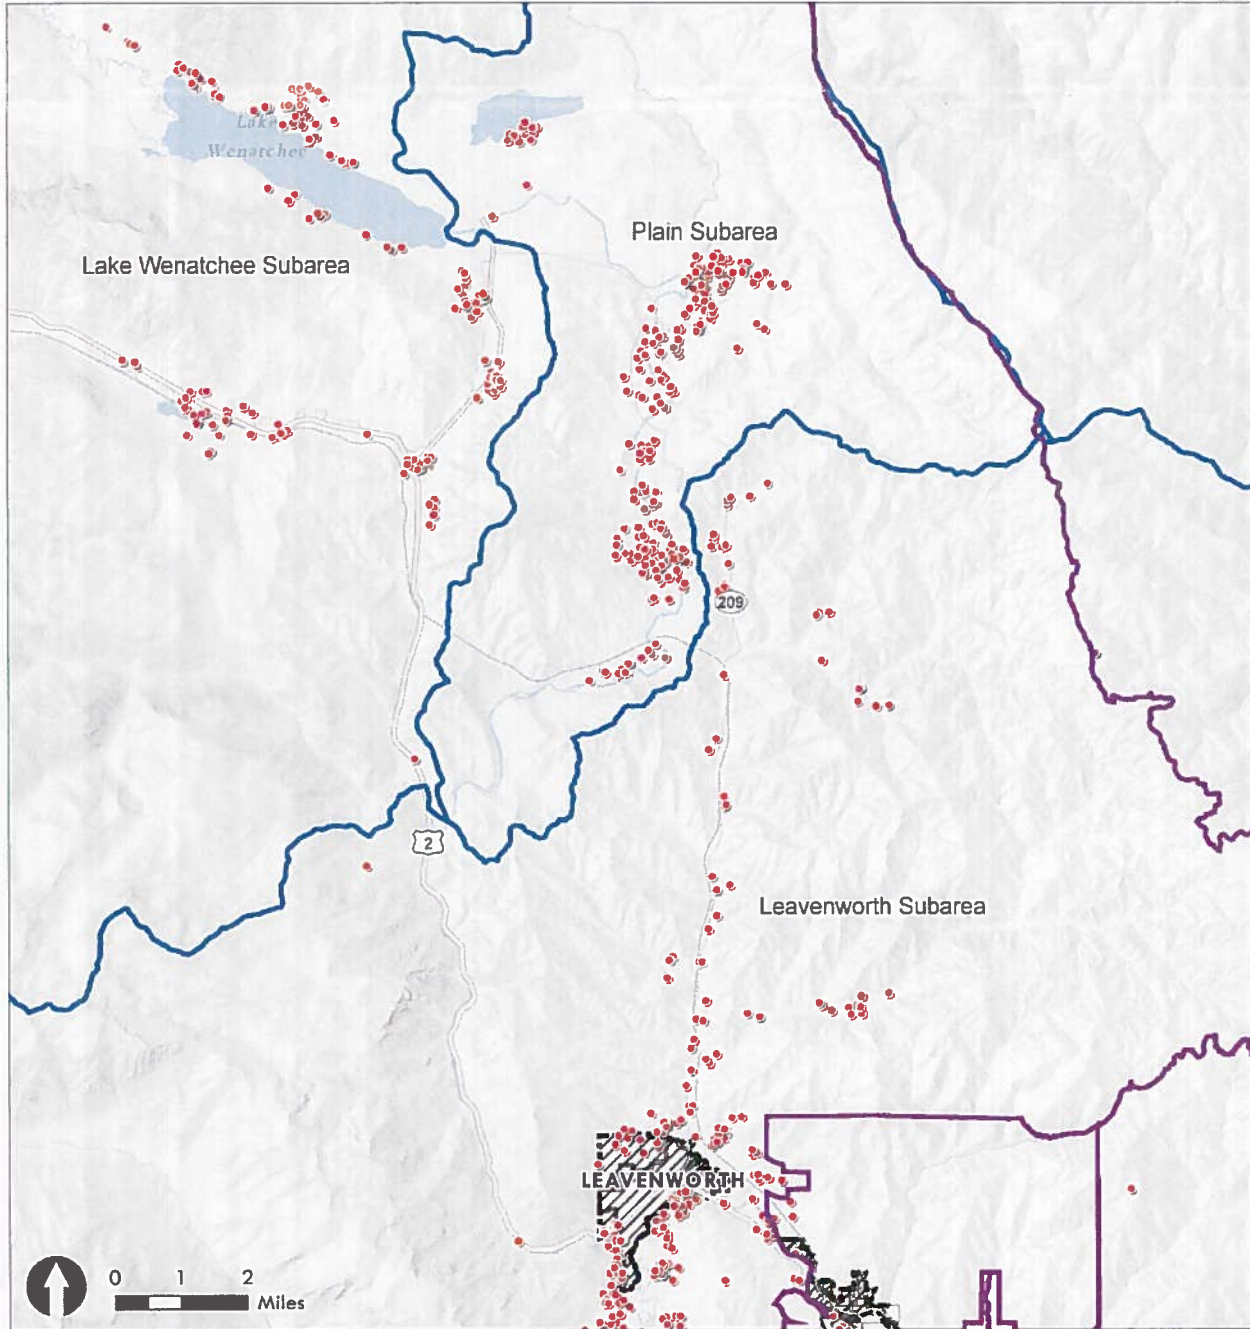 Lake
Wenatchee
Plain Subarea
Lake Wenatchee Subarea
209
2
Leavenworth Subarea
LEAVENWORTH
0 1 2
Miles